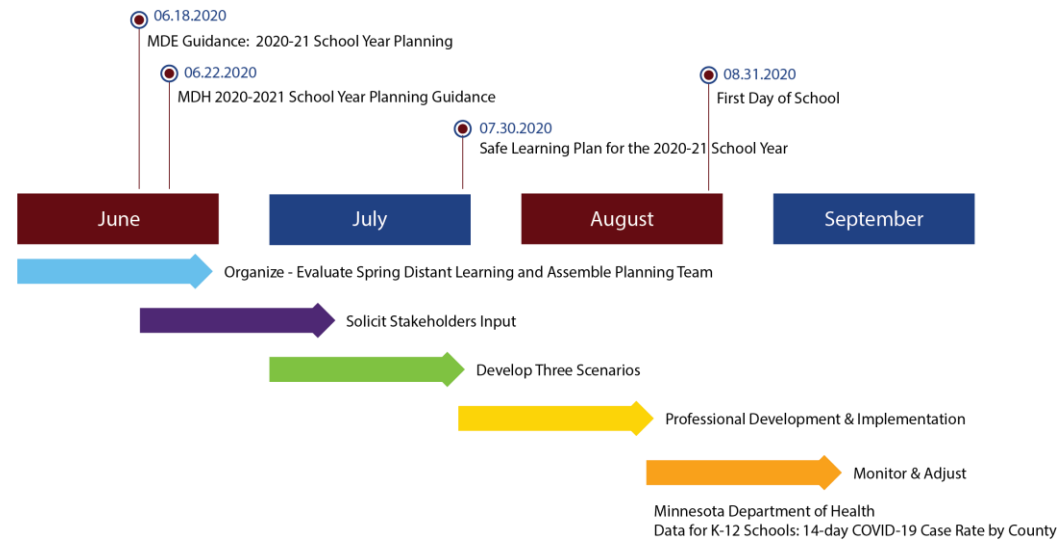 06.18.2020
MDE Guidance: 2020-21 School Year Planning
06.22.2020
MDH 2020-2021 School Year Planning Guidance
08.31.2020
First Day of School
07.30.2020
Safe Learning Plan for the 2020-21 School Year
June
July
August
September
Organize - Evaluate Spring Distant Learning and Assemble Planning Team
Solicit Stakeholders Input
Develop Three Scenarios
Professional Development & Implementation
Monitor & Adjust
Minnesota Department of Health
Data for K-12 Schools: 14-day COVID-19 Case Rate by County